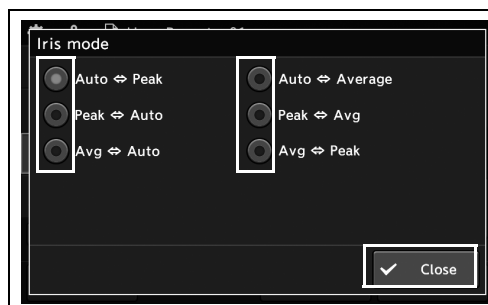 Iris mode
Auto ⇔ Peak
Auto ⇔ Average
Peak ⇔ Auto
Peak ⇔ Avg
Avg ⇔ Auto
Avg ⇔ Peak
Close